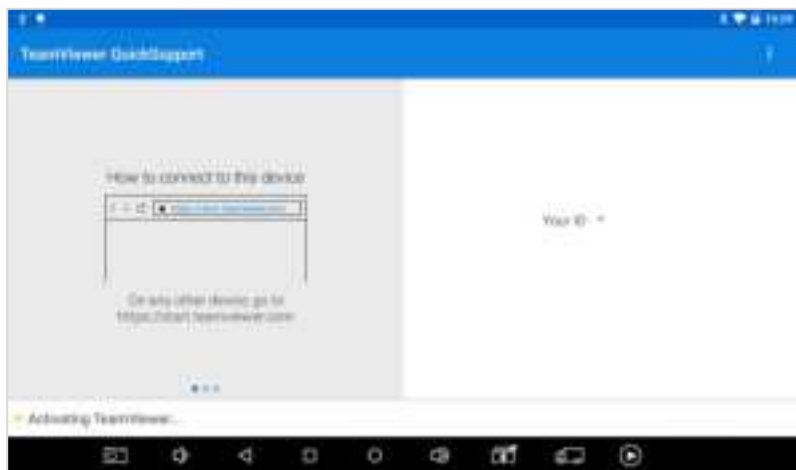 TeamViewer QuickSupport
How to connect to this device
Your ID -
On any other device go to
https://start.teamviewer.com
Activating TeamViewer...